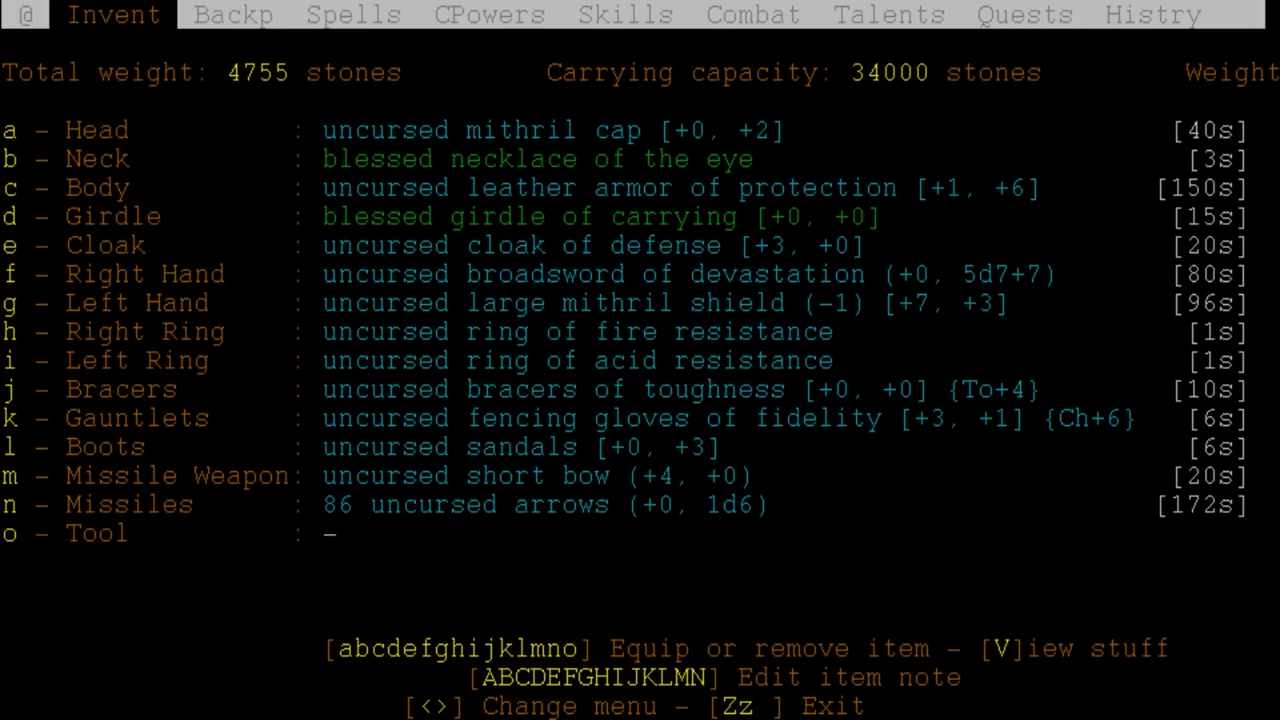 @ Invent Backp Spells CPowers Skills Combat Talents Quests Histry
Total weight: 4755 stones Carrying capacity: 34000 stones Weight
a - Head : uncursed mithril cap [+0, +2] [40s]
b - Neck : blessed necklace of the eye [3s]
c - Body : uncursed leather armor of protection [+1, +6] [150s]
d - Girdle : blessed girdle of carrying [+0, +0] [15s]
e - Cloak : uncursed cloak of defense [+3, +0] [20s]
f - Right Hand : uncursed broadsword of devastation (+0, 5d7+7) [80s]
g - Left Hand : uncursed large mithril shield (-1) [+7, +3] [96s]
h - Right Ring : uncursed ring of fire resistance [1s]
i - Left Ring : uncursed ring of acid resistance [1s]
j - Bracers : uncursed bracers of toughness [+0, +0] {To+4} [10s]
k - Gauntlets : uncursed fencing gloves of fidelity [+3, +1] {Ch+6} [6s]
l - Boots : uncursed sandals [+0, +3] [6s]
m - Missile Weapon: uncursed short bow (+4, +0) [20s]
n - Missiles : 86 uncursed arrows (+0, 1d6) [172s]
o - Tool : -
[abcdefghijklmno] Equip or remove item - [V]iew stuff
[ABCDEFGHIJKLMN] Edit item note
[<>] Change menu - [Zz ] Exit